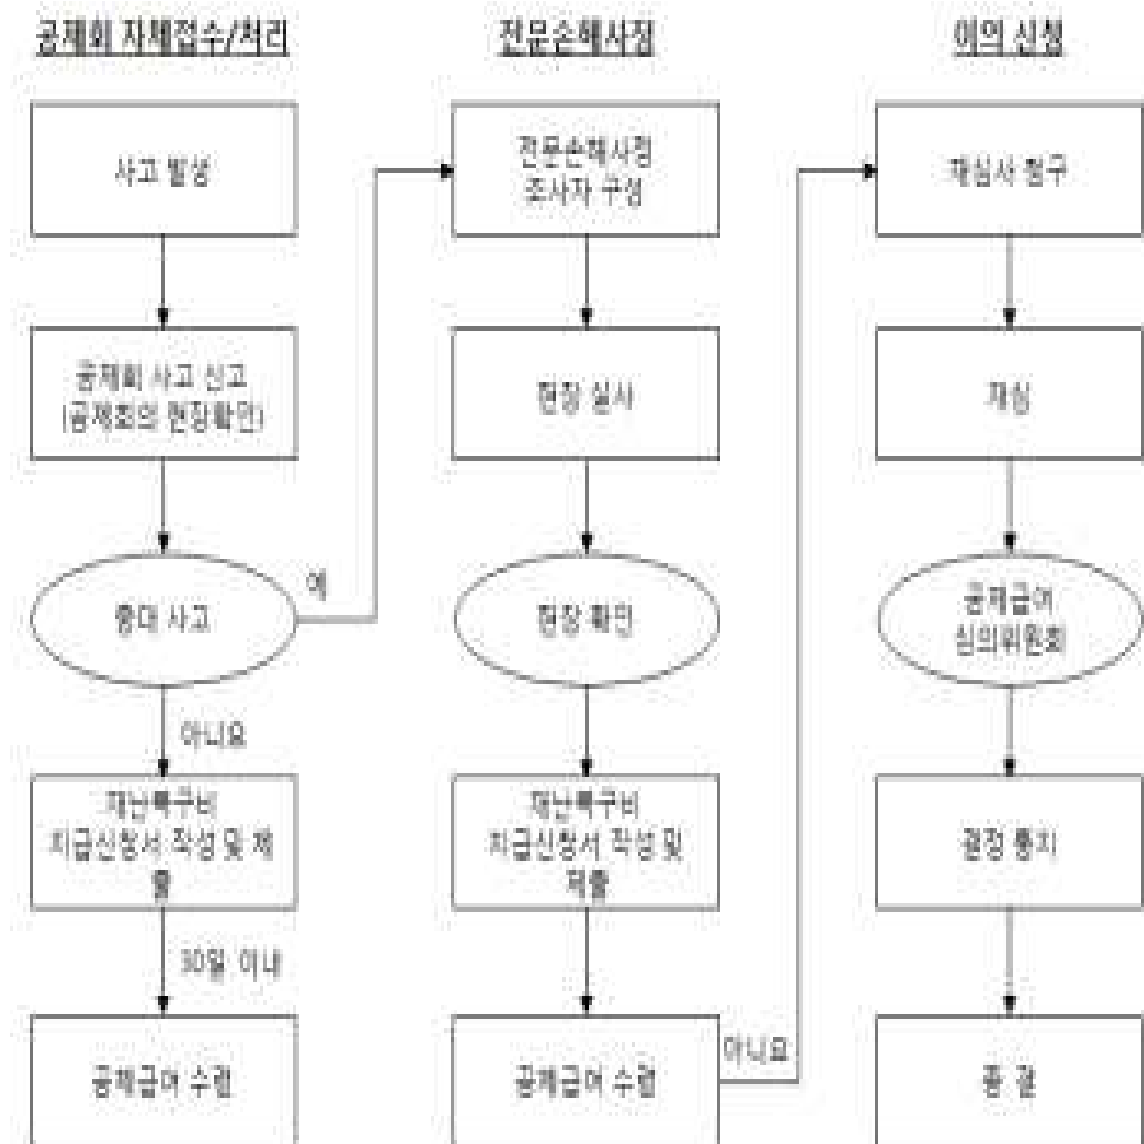 공제회 자체접수/처리
사고 발생
공제회 사고 신고
(공제회의 현장확인)
중대 사고
예
아니요
재난복구비
지급신청서 작성 및 제
출
30일 이내
공제급여 수령
전문손해사정
전문손해사정
조사자 구성
현장 실사
현장 확인
재난복구비
지급신청서 작성 및
제출
공제급여 수령
아니요
이의 신청
재심사 청구
재심
공제급여
심의위원회
결정 통지
종 결